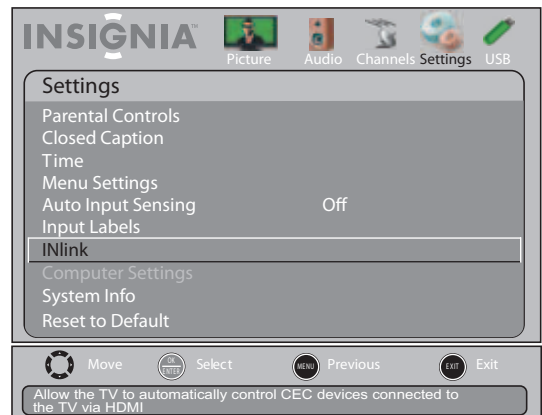 INSIGNIA™
Picture Audio Channels Settings USB
Settings
Parental Controls
Closed Caption
Time
Menu Settings
Auto Input Sensing Off
Input Labels
INlink
Computer Settings
System Info
Reset to Default
Move OK ENTER Select MENU Previous EXIT Exit
Allow the TV to automatically control CEC devices connected to
the TV via HDMI